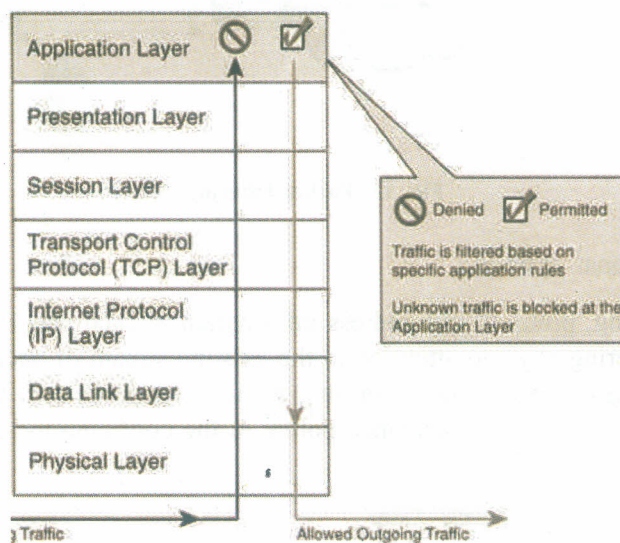 Application Layer
Presentation Layer
Session Layer
Transport Control
Protocol (TCP) Layer
Internet Protocol
(IP) Layer
Data Link Layer
Physical Layer
Denied Permitted
Traffic is filtered based on
specific application rules
Unknown traffic is blocked at the
Application Layer
g Traffic
Allowed Outgoing Traffic